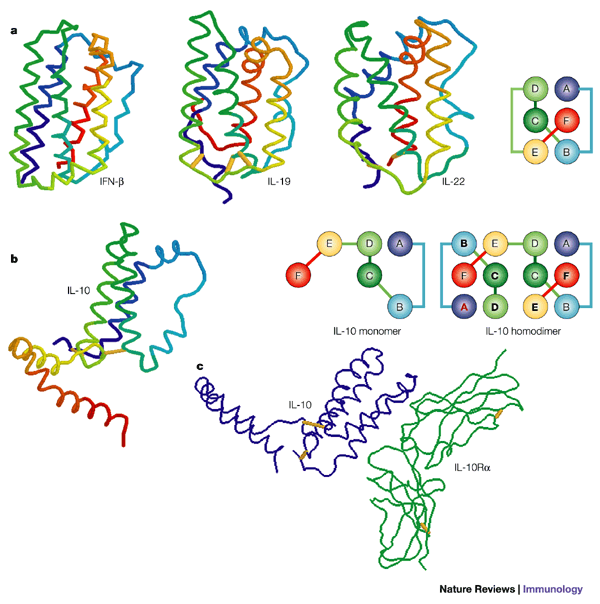 a
IFN-β
IL-19
IL-22
D A
C F
E B
b
IL-10
E D A
F C
B
IL-10 monomer
B E D A
F C C F
A D E B
IL-10 homodimer
c
IL-10
IL-10Rα
Nature Reviews | Immunology